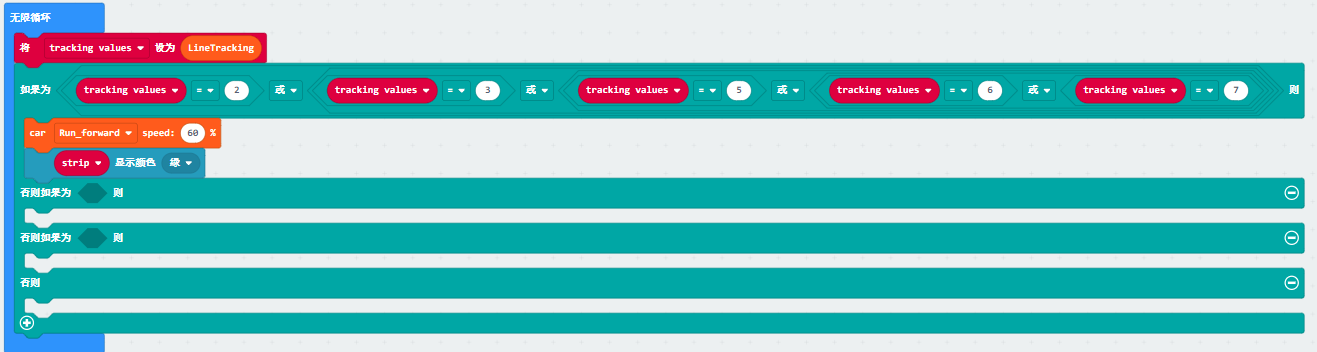 无限循环
将 tracking values 设为 LineTracking
如果为 tracking values = 2 或 tracking values = 3 或 tracking values = 5 或 tracking values = 6 或 tracking values = 7 则
car Run_forward speed: 60 %
strip 显示颜色 绿
否则如果为 则
否则如果为 则
否则